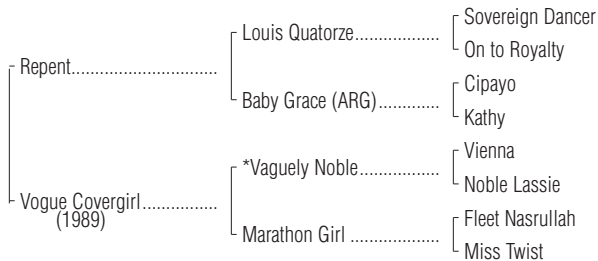 Sovereign Dancer
Louis Quatorze..................
On to Royalty
Repent...............................
Cipayo
Baby Grace (ARG).............
Kathy
Vienna
*Vaguely Noble.................
Noble Lassie
Vogue Covergirl................
(1989)
Fleet Nasrullah
Marathon Girl ...................
Miss Twist